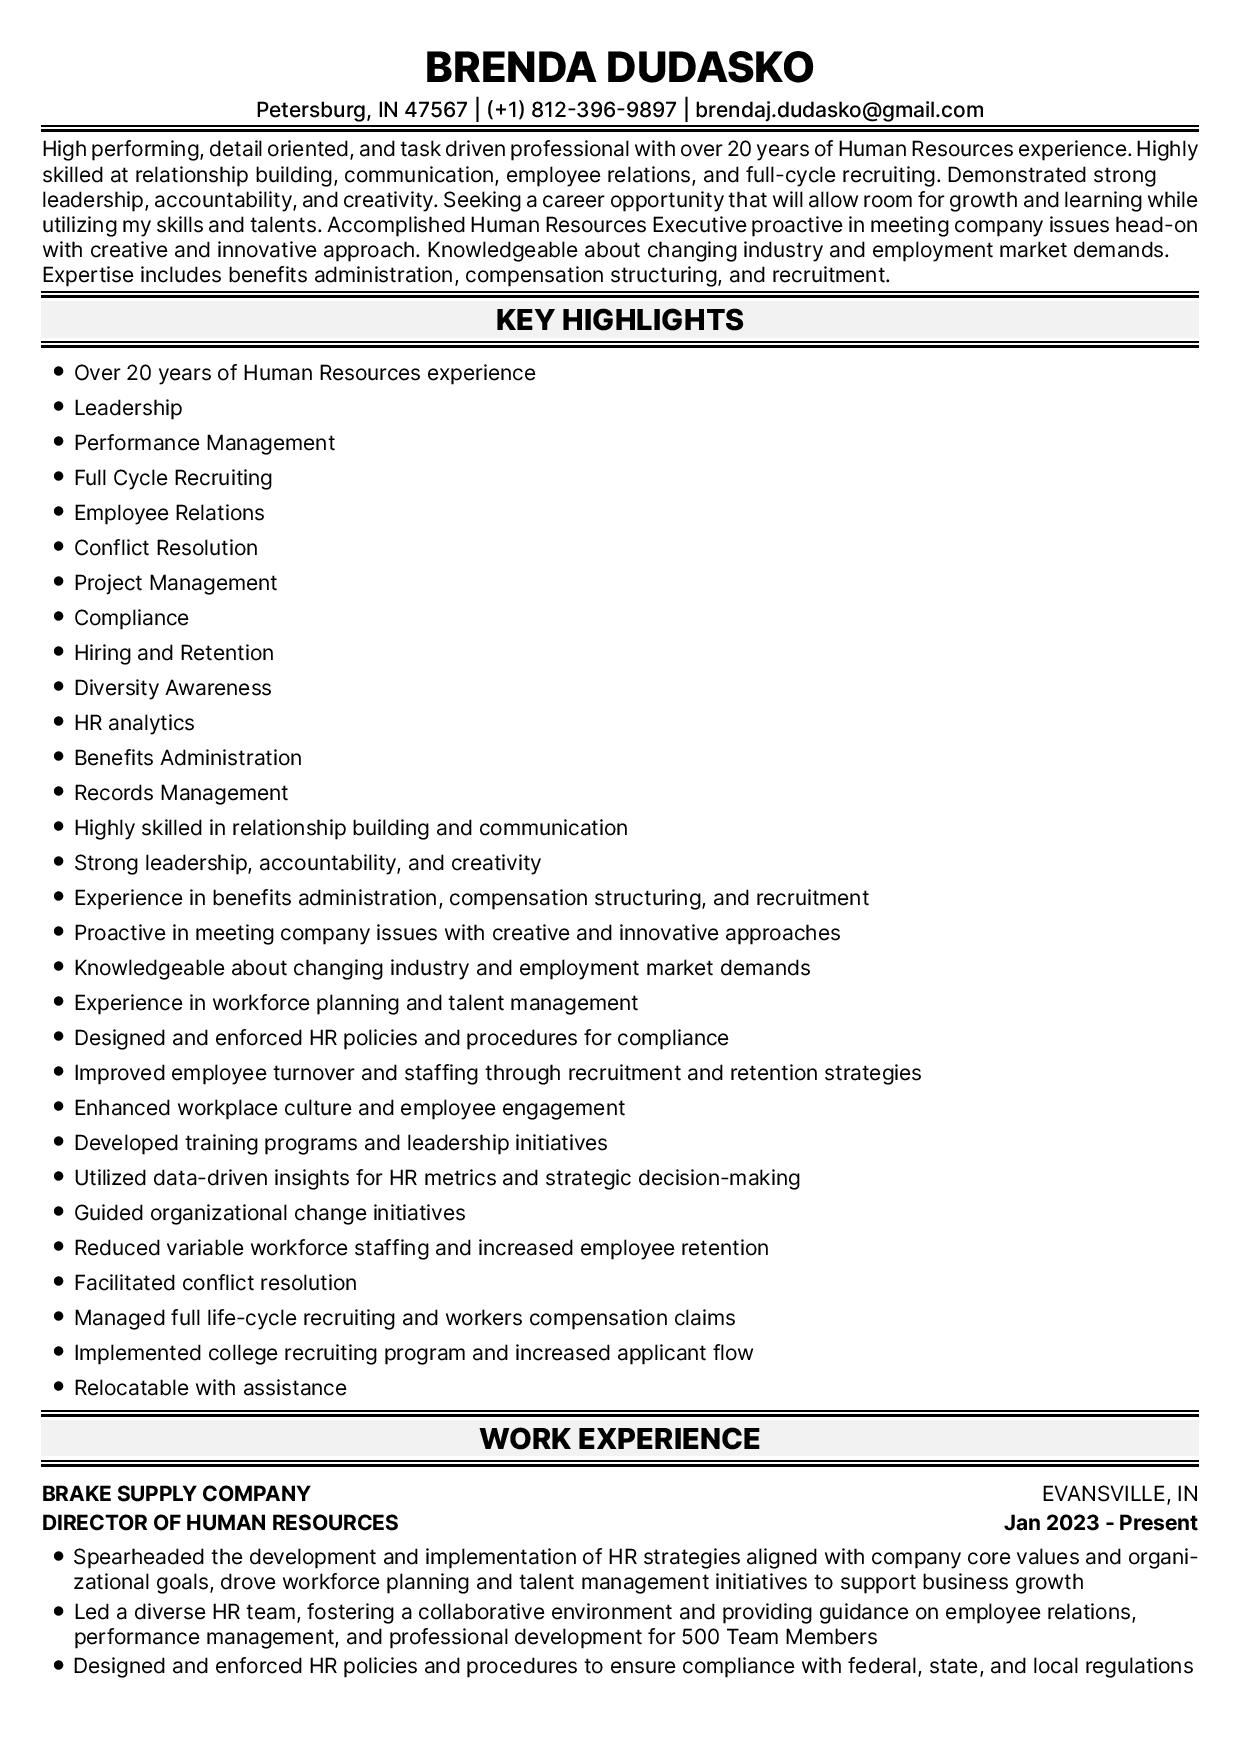 BRENDA DUDASKO
Petersburg, IN 47567 | (+1) 812-396-9897 | brendaj.dudasko@gmail.com
High performing, detail oriented, and task driven professional with over 20 years of Human Resources experience. Highly
skilled at relationship building, communication, employee relations, and full-cycle recruiting. Demonstrated strong
leadership, accountability, and creativity. Seeking a career opportunity that will allow room for growth and learning while
utilizing my skills and talents. Accomplished Human Resources Executive proactive in meeting company issues head-on
with creative and innovative approach. Knowledgeable about changing industry and employment market demands.
Expertise includes benefits administration, compensation structuring, and recruitment.
KEY HIGHLIGHTS
• Over 20 years of Human Resources experience
• Leadership
• Performance Management
• Full Cycle Recruiting
• Employee Relations
• Conflict Resolution
• Project Management
• Compliance
• Hiring and Retention
• Diversity Awareness
• HR analytics
• Benefits Administration
• Records Management
• Highly skilled in relationship building and communication
• Strong leadership, accountability, and creativity
• Experience in benefits administration, compensation structuring, and recruitment
• Proactive in meeting company issues with creative and innovative approaches
• Knowledgeable about changing industry and employment market demands
• Experience in workforce planning and talent management
• Designed and enforced HR policies and procedures for compliance
• Improved employee turnover and staffing through recruitment and retention strategies
• Enhanced workplace culture and employee engagement
• Developed training programs and leadership initiatives
• Utilized data-driven insights for HR metrics and strategic decision-making
• Guided organizational change initiatives
• Reduced variable workforce staffing and increased employee retention
• Facilitated conflict resolution
• Managed full life-cycle recruiting and workers compensation claims
• Implemented college recruiting program and increased applicant flow
• Relocatable with assistance
WORK EXPERIENCE
BRAKE SUPPLY COMPANY EVANSVILLE, IN
DIRECTOR OF HUMAN RESOURCES Jan 2023 - Present
• Spearheaded the development and implementation of HR strategies aligned with company core values and organi-
zational goals, drove workforce planning and talent management initiatives to support business growth
• Led a diverse HR team, fostering a collaborative environment and providing guidance on employee relations,
performance management, and professional development for 500 Team Members
• Designed and enforced HR policies and procedures to ensure compliance with federal, state, and local regulations